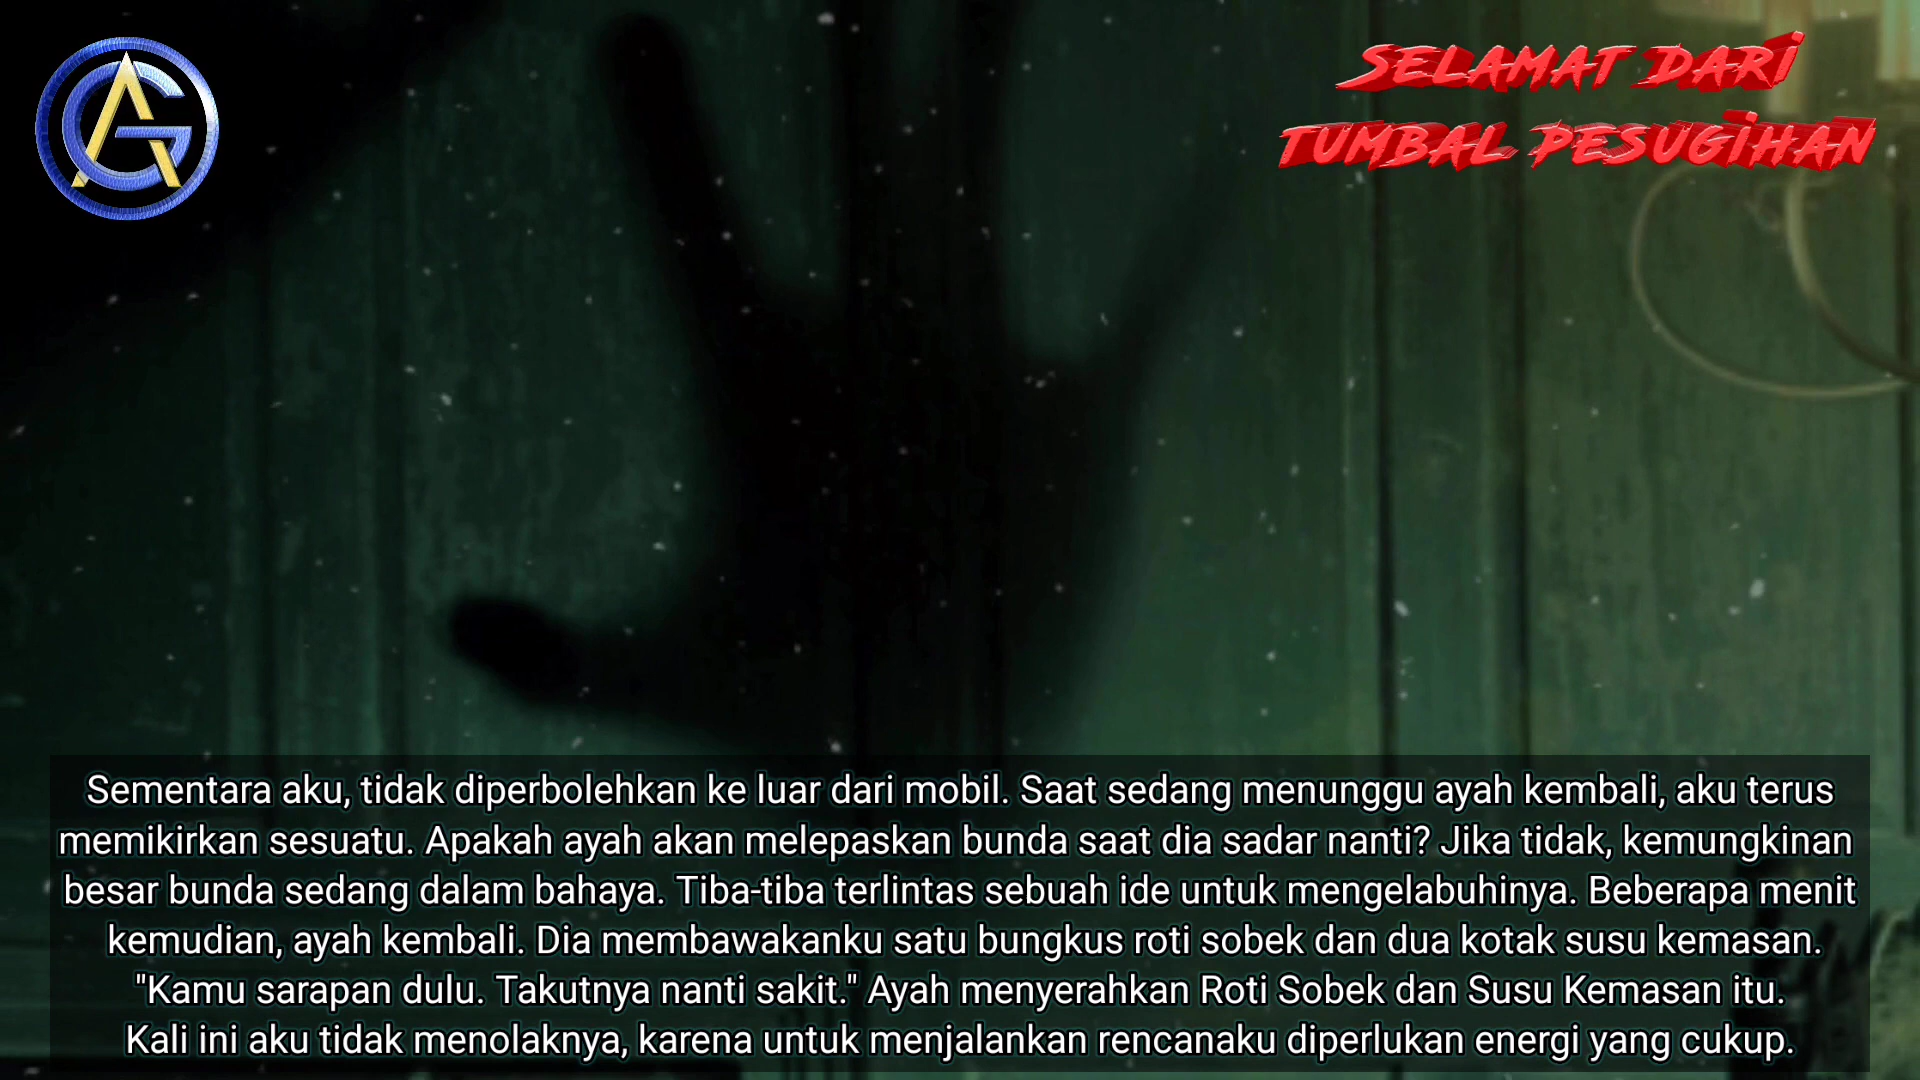 SELAMAT DARI
TUMBAL PESUGIHAN
Sementara aku, tidak diperbolehkan ke luar dari mobil. Saat sedang menunggu ayah kembali, aku terus
memikirkan sesuatu. Apakah ayah akan melepaskan bunda saat dia sadar nanti? Jika tidak, kemungkinan
besar bunda sedang dalam bahaya. Tiba-tiba terlintas sebuah ide untuk mengelabuhinya. Beberapa menit
kemudian, ayah kembali. Dia membawakanku satu bungkus roti sobek dan dua kotak susu kemasan.
"Kamu sarapan dulu. Takutnya nanti sakit." Ayah menyerahkan Roti Sobek dan Susu Kemasan itu.
Kali ini aku tidak menolaknya, karena untuk menjalankan rencanaku diperlukan energi yang cukup.